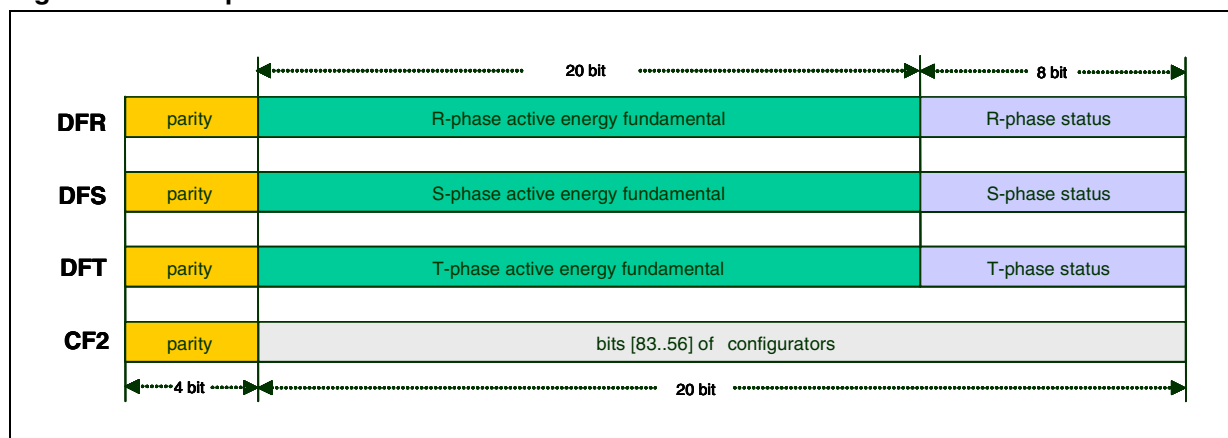 20 bit 8 bit
DFR parity R-phase active energy fundamental R-phase status
DFS parity S-phase active energy fundamental S-phase status
DFT parity T-phase active energy fundamental T-phase status
CF2 parity bits [83..56] of configurators
4 bit 20 bit